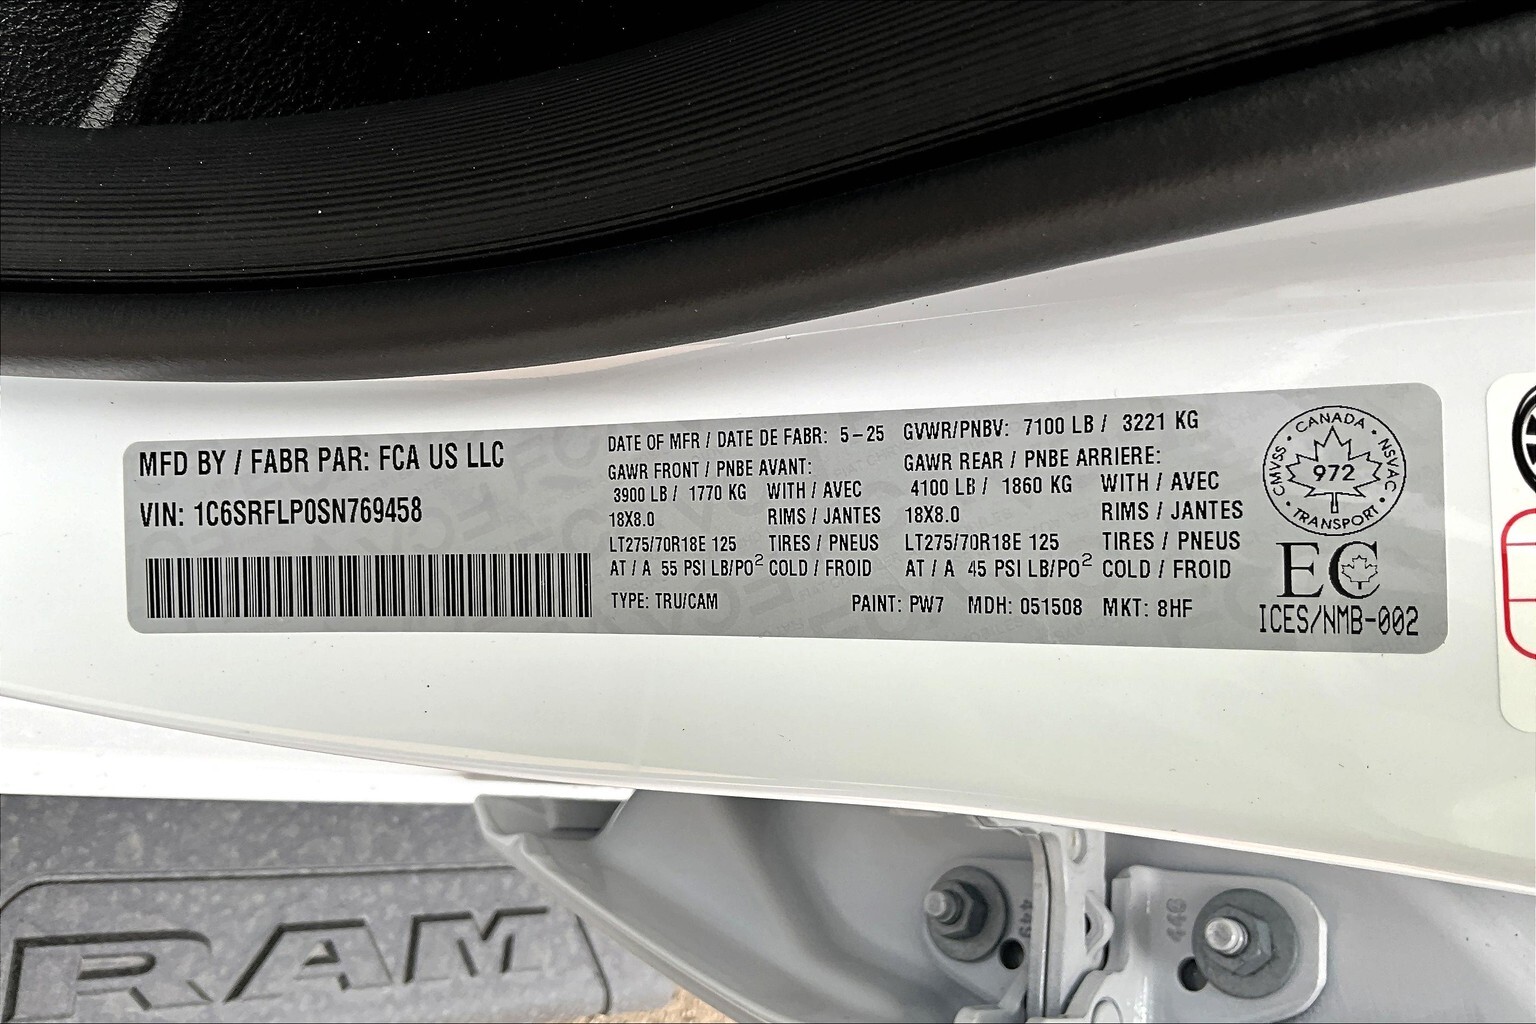 MFD BY / FABR PAR: FCA US LLC
VIN: 1C6SRFLP0SN769458
DATE OF MFR / DATE DE FABR: 5-25
GAWR FRONT / PNBE AVANT:
3900 LB / 1770 KG WITH / AVEC
18X8.0 RIMS / JANTES
LT275/70R18E 125 TIRES / PNEUS
AT / A 55 PSI LB/PO² COLD / FROID
TYPE: TRU/CAM
GVWR/PNBV: 7100 LB / 3221 KG
GAWR REAR / PNBE ARRIERE:
4100 LB / 1860 KG WITH / AVEC
18X8.0 RIMS / JANTES
LT275/70R18E 125 TIRES / PNEUS
AT / A 45 PSI LB/PO² COLD / FROID
PAINT: PW7 MDH: 051508 MKT: 8HF
CANADA • NSVAC • TRANSPORT • CMVSS •
972
EC
ICES/NMB-002
RAM
449
448